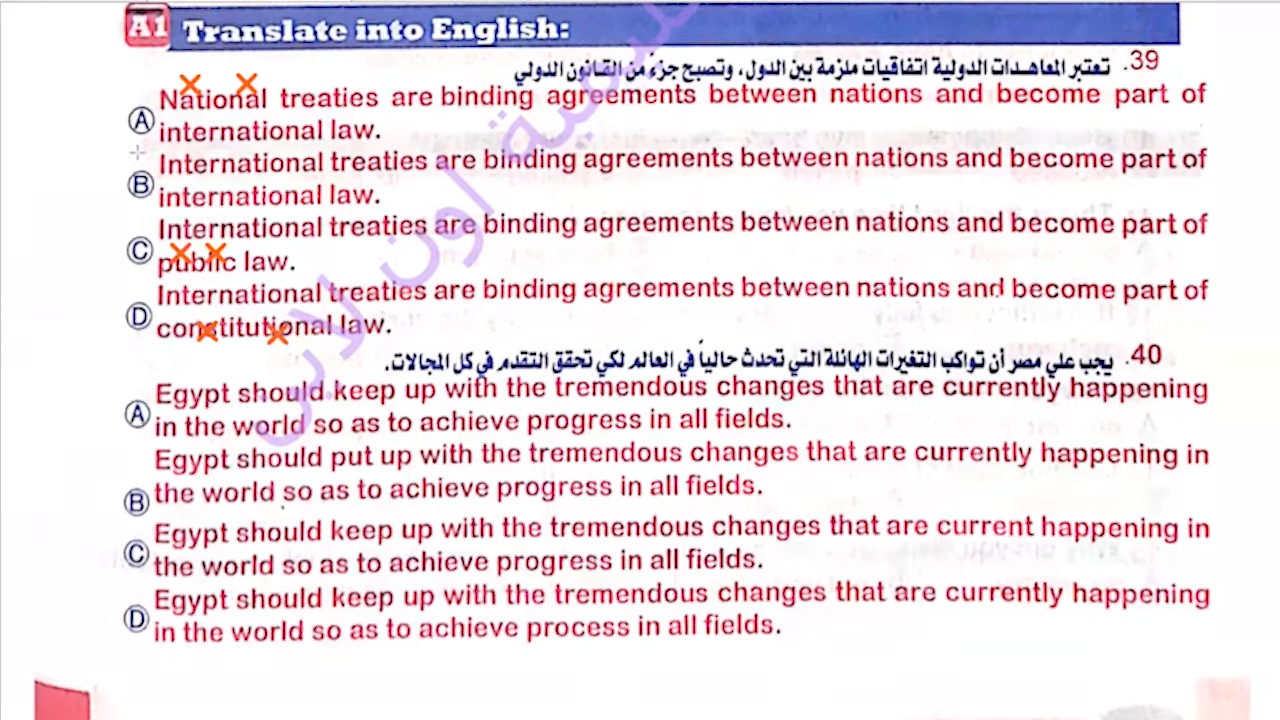 A1 Translate into English:
39. تعتبر المعاهدات الدولية اتفاقيات ملزمة بين الدول، وتصبح جزءً من القانون الدولي
A National treaties are binding agreements between nations and become part of
international law.
B International treaties are binding agreements between nations and become part of
international law.
C International treaties are binding agreements between nations and become part of
public law.
D International treaties are binding agreements between nations and become part of
constitutional law.
40. يجب علي مصر أن تواكب التغيرات الهائلة التي تحدث حالياً في العالم لكي تحقق التقدم في كل المجالات.
A Egypt should keep up with the tremendous changes that are currently happening
in the world so as to achieve progress in all fields.
B Egypt should put up with the tremendous changes that are currently happening in
the world so as to achieve progress in all fields.
C Egypt should keep up with the tremendous changes that are current happening in
the world so as to achieve progress in all fields.
D Egypt should keep up with the tremendous changes that are currently happening
in the world so as to achieve process in all fields.
اون لاين